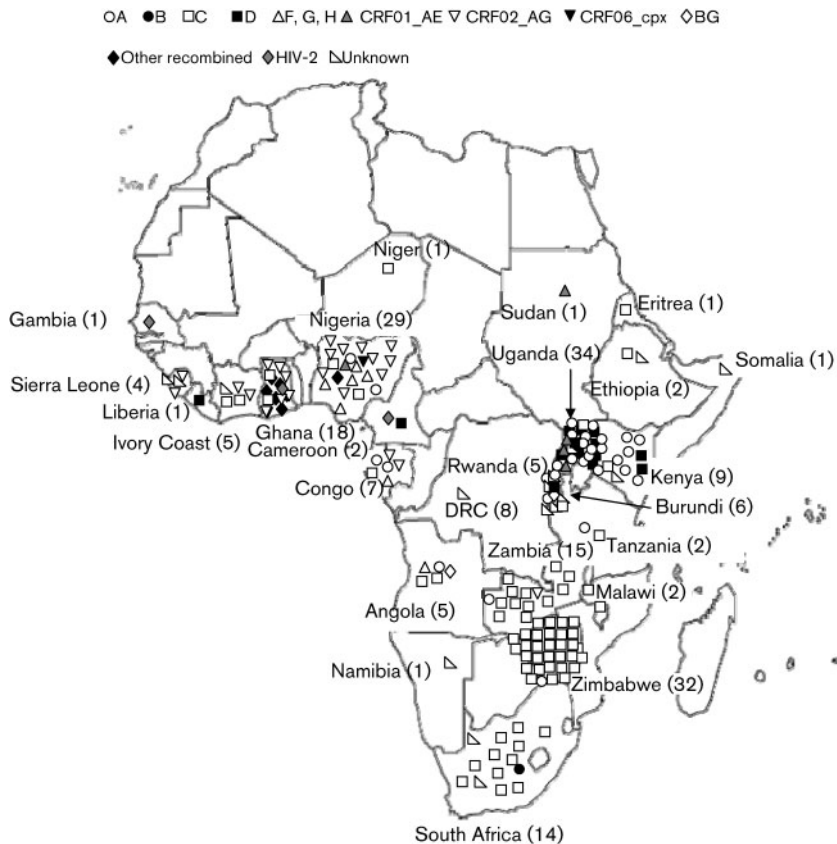 A B C D F, G, H CRF01_AE CRF02_AG CRF06_cpx BG
Other recombined HIV-2 Unknown
Niger (1)
Gambia (1)
Nigeria (29)
Sudan (1)
Eritrea (1)
Uganda (34)
Somalia (1)
Sierra Leone (4)
Ethiopia (2)
Liberia (1)
Ivory Coast (5)
Ghana (18)
Cameroon (2)
Rwanda (5)
Kenya (9)
Congo (7)
DRC (8)
Burundi (6)
Zambia (15)
Tanzania (2)
Angola (5)
Malawi (2)
Namibia (1)
Zimbabwe (32)
South Africa (14)